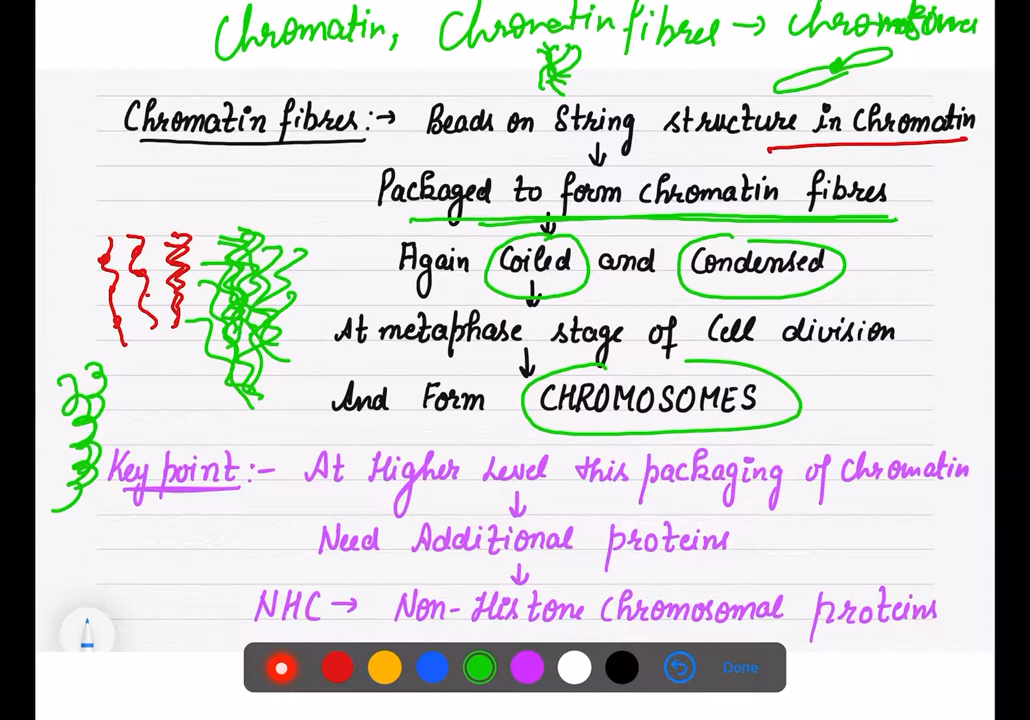 Chromatin, Chromatin fibres → Chromosomes
Chromatin fibres :→ Beads on String structure in Chromatin
↓
Packaged to form chromatin fibres
↓
Again Coiled and Condensed
↓
At metaphase stage of Cell division
↓
And Form CHROMOSOMES
Key point :- At Higher Level this packaging of Chromatin
↓
Need Additional proteins
↓
NHC → Non-Histone Chromosomal proteins
Done